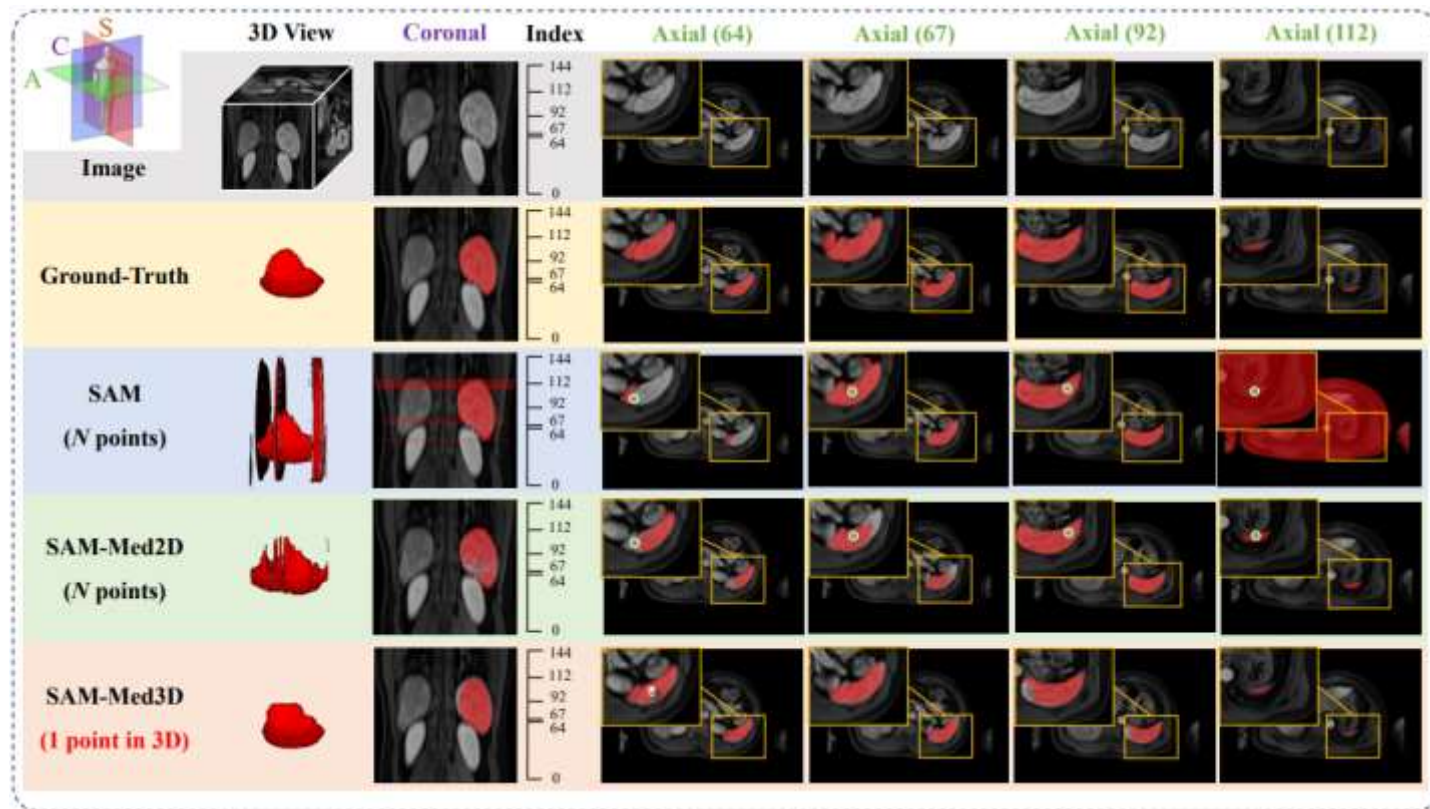 S
C
A
3D View Coronal Index Axial (64) Axial (67) Axial (92) Axial (112)
Image
144
112
92
67
64
0
Ground-Truth
144
112
92
67
64
0
SAM
(N points)
144
112
92
67
64
0
SAM-Med2D
(N points)
144
112
92
67
64
0
SAM-Med3D
(1 point in 3D)
144
112
92
67
64
0